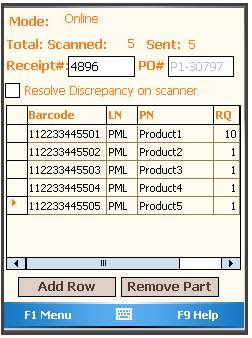 Mode: Online
Total: Scanned: 5 Sent: 5
Receipt#: 4896 PO# P1-30797
Resolve Discrepancy on scanner
Barcode LN PN RQ
112233445501 PML Product1 10
112233445502 PML Product2 1
112233445503 PML Product3 1
112233445504 PML Product4 1
112233445505 PML Product5 1
Add Row Remove Part
F1 Menu F9 Help